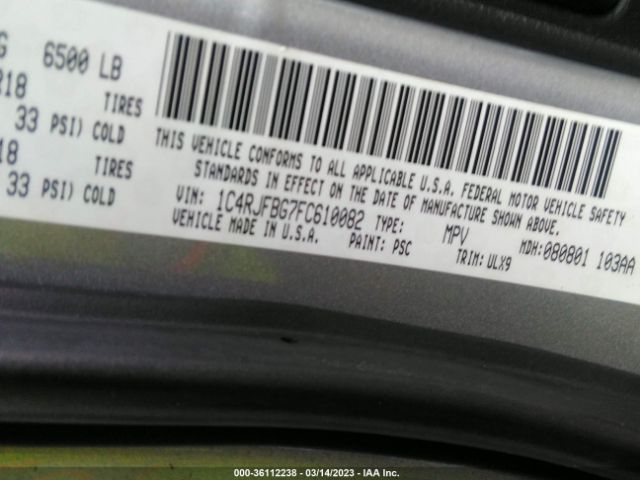 G 6500 LB
R18 TIRES
33 PSI) COLD
18 TIRES
33 PSI) COLD
THIS VEHICLE CONFORMS TO ALL APPLICABLE U.S.A. FEDERAL MOTOR VEHICLE SAFETY
STANDARDS IN EFFECT ON THE DATE OF MANUFACTURE SHOWN ABOVE.
VIN: 1C4RJFBG7FC610082 TYPE: MPV MDH:080801 103AA
VEHICLE MADE IN U.S.A. PAINT: PSC TRIM: ULX9
000-36112238 - 03/14/2023 - IAA Inc.